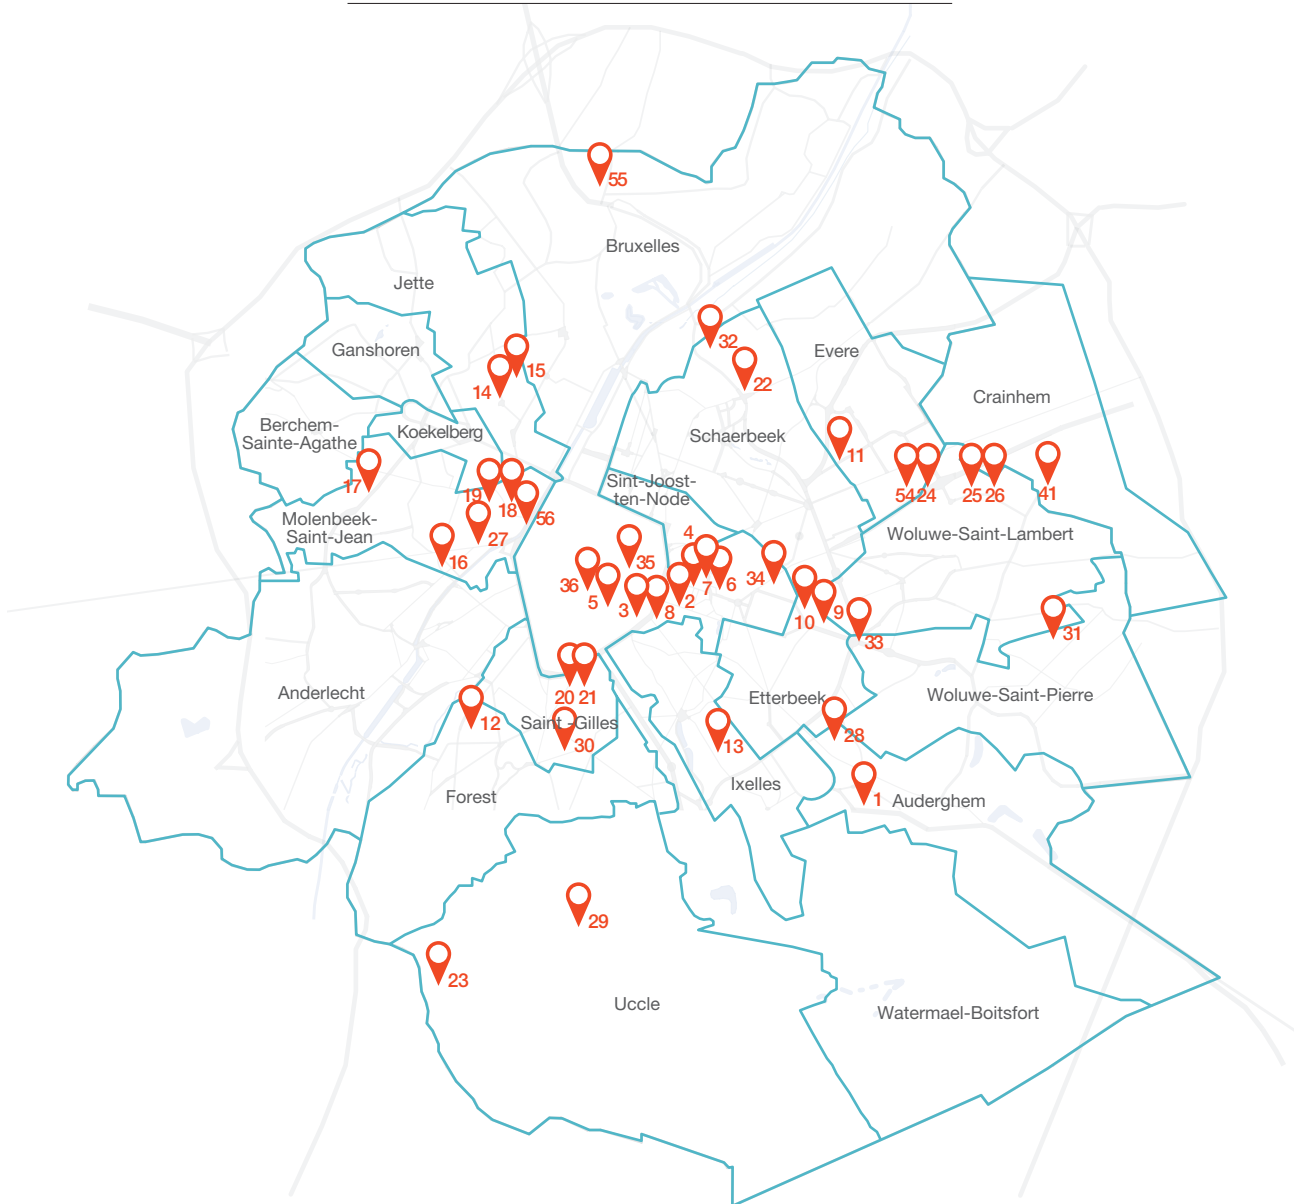 55
Bruxelles
Jette
32
Ganshoren
Evere
15
22
14
Crainhem
Berchem-
Sainte-Agathe
Koekelberg
Schaerbeek
11
17
19
18
Sint-Joost-
ten-Node
54
24
25
26
41
56
Molenbeek-
Saint-Jean
27
16
Woluwe-Saint-Lambert
4
35
36
5
3
8
2
7
6
34
10
9
33
31
Anderlecht
20
21
Etterbeek
Woluwe-Saint-Pierre
12
Saint -Gilles
30
13
28
Ixelles
Forest
1
Auderghem
29
23
Uccle
Watermael-Boitsfort